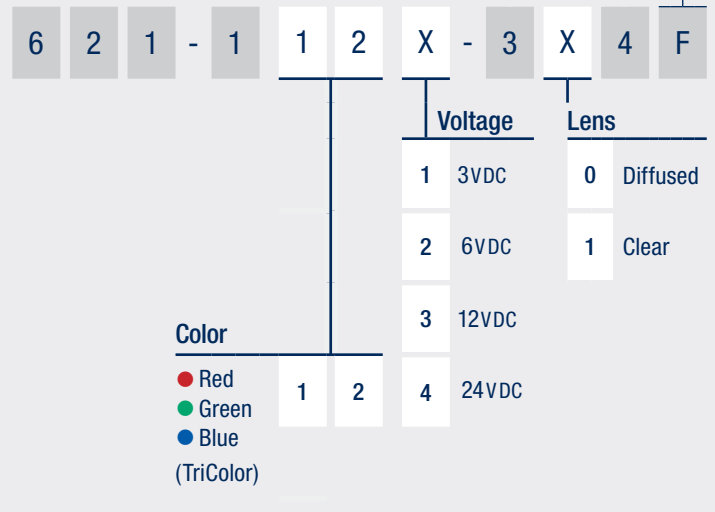 6 2 1 - 1 1 2 X - 3 X 4 F
Voltage
Lens
1 3VDC
0 Diffused
2 6VDC
1 Clear
3 12VDC
Color
Red
Green
Blue
(TriColor)
1 2
4 24VDC